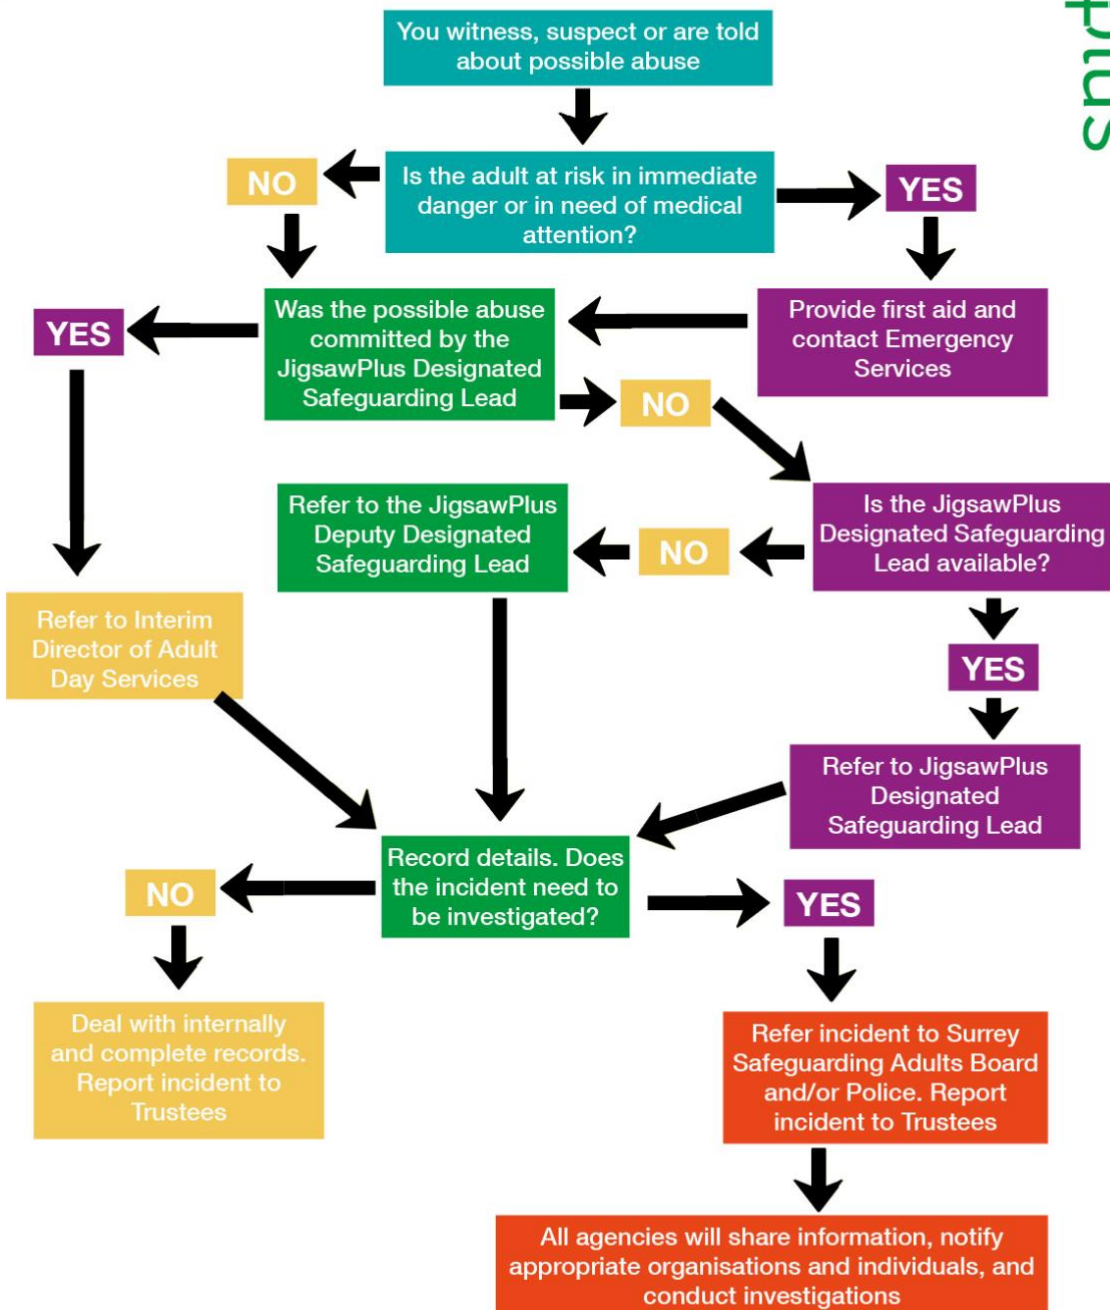 plus
You witness, suspect or are told
about possible abuse
Is the adult at risk in immediate
danger or in need of medical
attention?
NO
YES
Provide first aid and
contact Emergency
Services
Was the possible abuse
committed by the
JigsawPlus Designated
Safeguarding Lead
YES
NO
Is the JigsawPlus
Designated Safeguarding
Lead available?
NO
Refer to the JigsawPlus
Deputy Designated
Safeguarding Lead
YES
Refer to JigsawPlus
Designated
Safeguarding Lead
Refer to Interim
Director of Adult
Day Services
Record details. Does
the incident need to
be investigated?
NO
YES
Deal with internally
and complete records.
Report incident to
Trustees
Refer incident to Surrey
Safeguarding Adults Board
and/or Police. Report
incident to Trustees
All agencies will share information, notify
appropriate organisations and individuals, and
conduct investigations